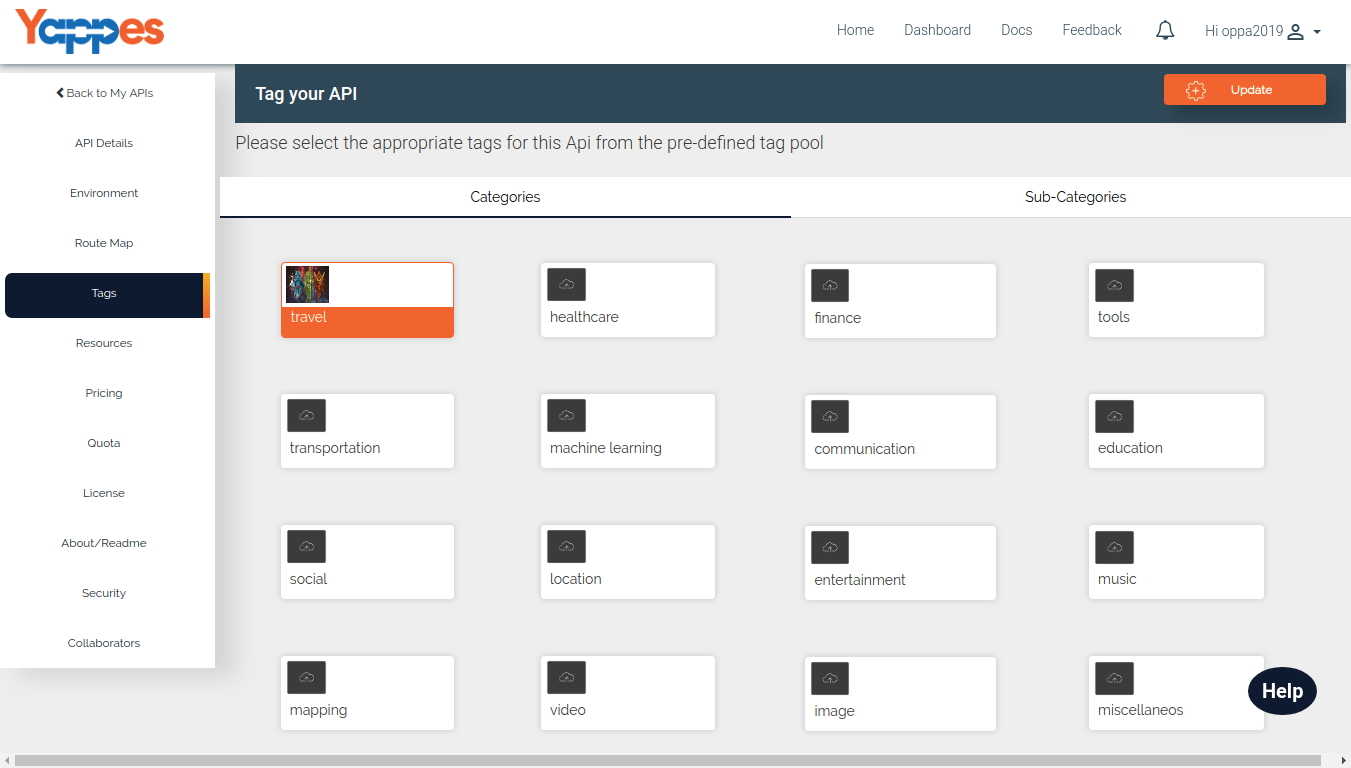 Yappes
Home
Dashboard
Docs
Feedback
Hi oppa2019
Back to My APIs
API Details
Environment
Route Map
Tags
Resources
Pricing
Quota
License
About/Readme
Security
Collaborators
Tag your API
Update
Please select the appropriate tags for this Api from the pre-defined tag pool
Categories
Sub-Categories
travel
healthcare
finance
tools
transportation
machine learning
communication
education
social
location
entertainment
music
mapping
video
image
miscellaneos
Help